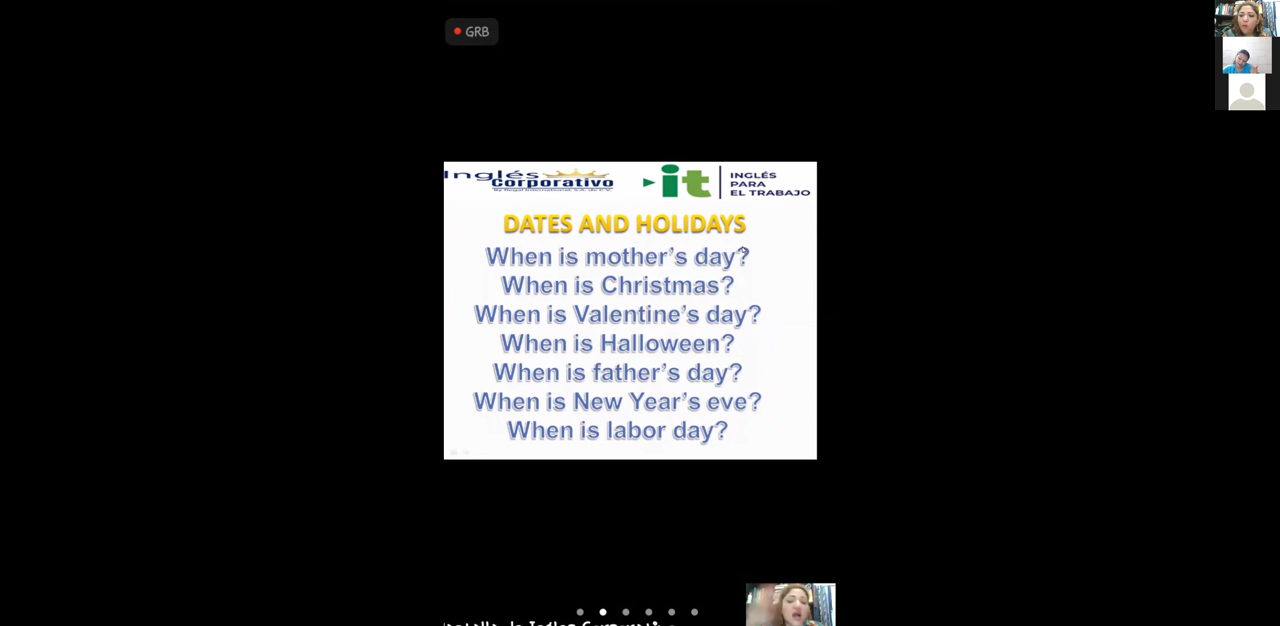 GRB
Inglés
Corporativo
it
INGLÉS
PARA
EL TRABAJO
DATES AND HOLIDAYS
When is mother's day?
When is Christmas?
When is Valentine's day?
When is Halloween?
When is father's day?
When is New Year's eve?
When is labor day?